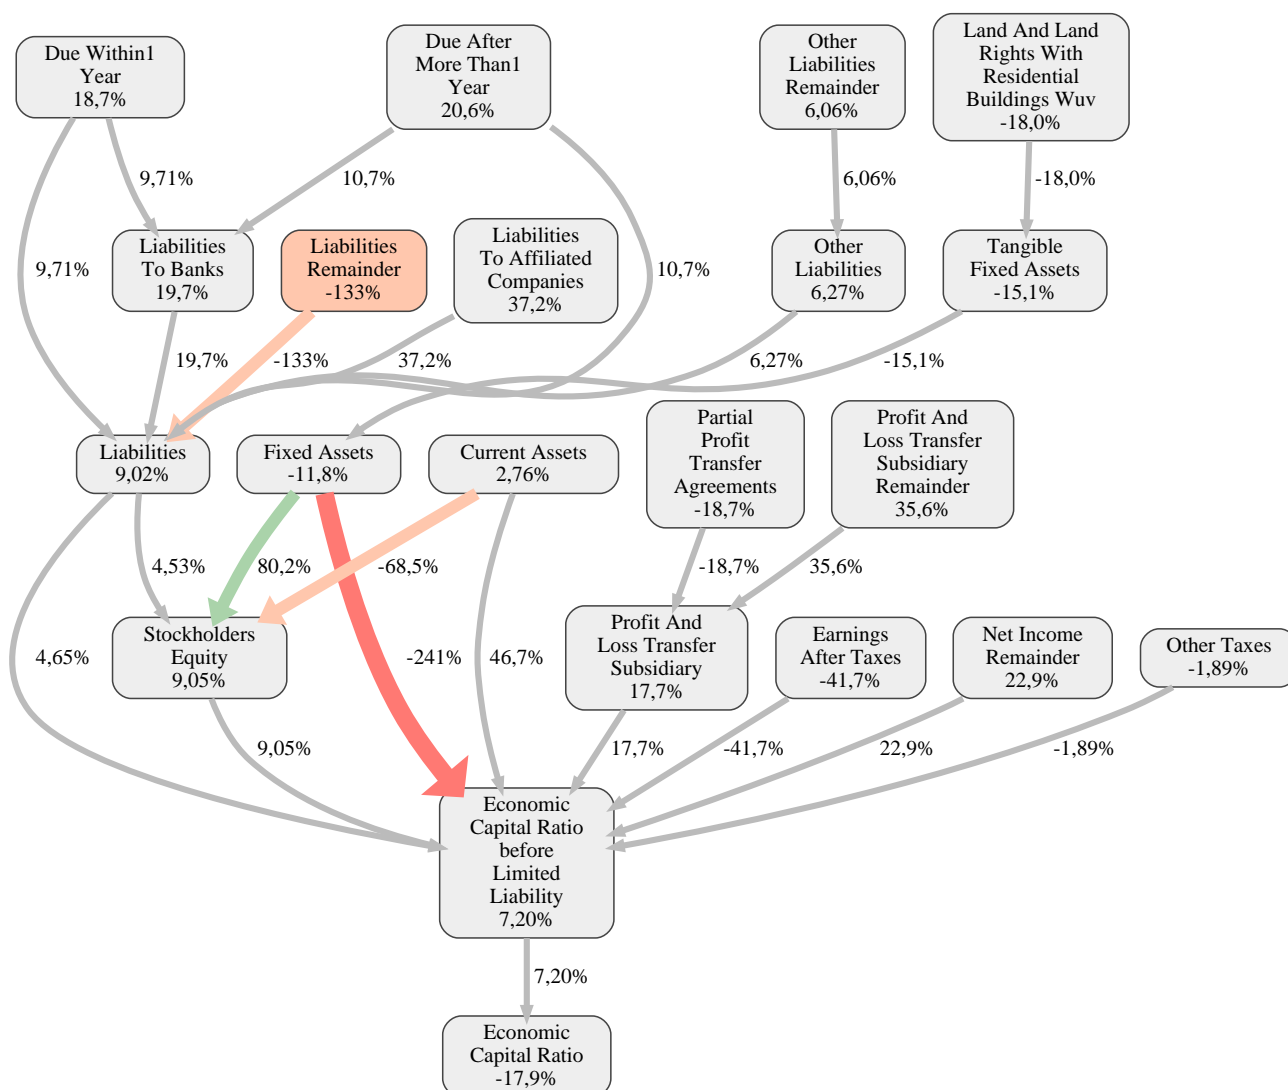 Due Within1
Year
18,7%
Due After
More Than1
Year
20,6%
Other
Liabilities
Remainder
6,06%
Land And Land
Rights With
Residential
Buildings Wuv
-18,0%
9,71%
10,7%
6,06%
-18,0%
Liabilities
To Banks
19,7%
Liabilities
Remainder
-133%
Liabilities
To Affiliated
Companies
37,2%
Other
Liabilities
6,27%
Tangible
Fixed Assets
-15,1%
9,71%
10,7%
19,7%
-133%
37,2%
6,27%
-15,1%
Liabilities
9,02%
Fixed Assets
-11,8%
Current Assets
2,76%
Partial
Profit
Transfer
Agreements
-18,7%
Profit And
Loss Transfer
Subsidiary
Remainder
35,6%
4,53%
80,2%
-68,5%
-18,7%
35,6%
Stockholders
Equity
9,05%
Profit And
Loss Transfer
Subsidiary
17,7%
Earnings
After Taxes
-41,7%
Net Income
Remainder
22,9%
Other Taxes
-1,89%
4,65%
-241%
46,7%
9,05%
17,7%
-41,7%
22,9%
-1,89%
Economic
Capital Ratio
before
Limited
Liability
7,20%
7,20%
Economic
Capital Ratio
-17,9%